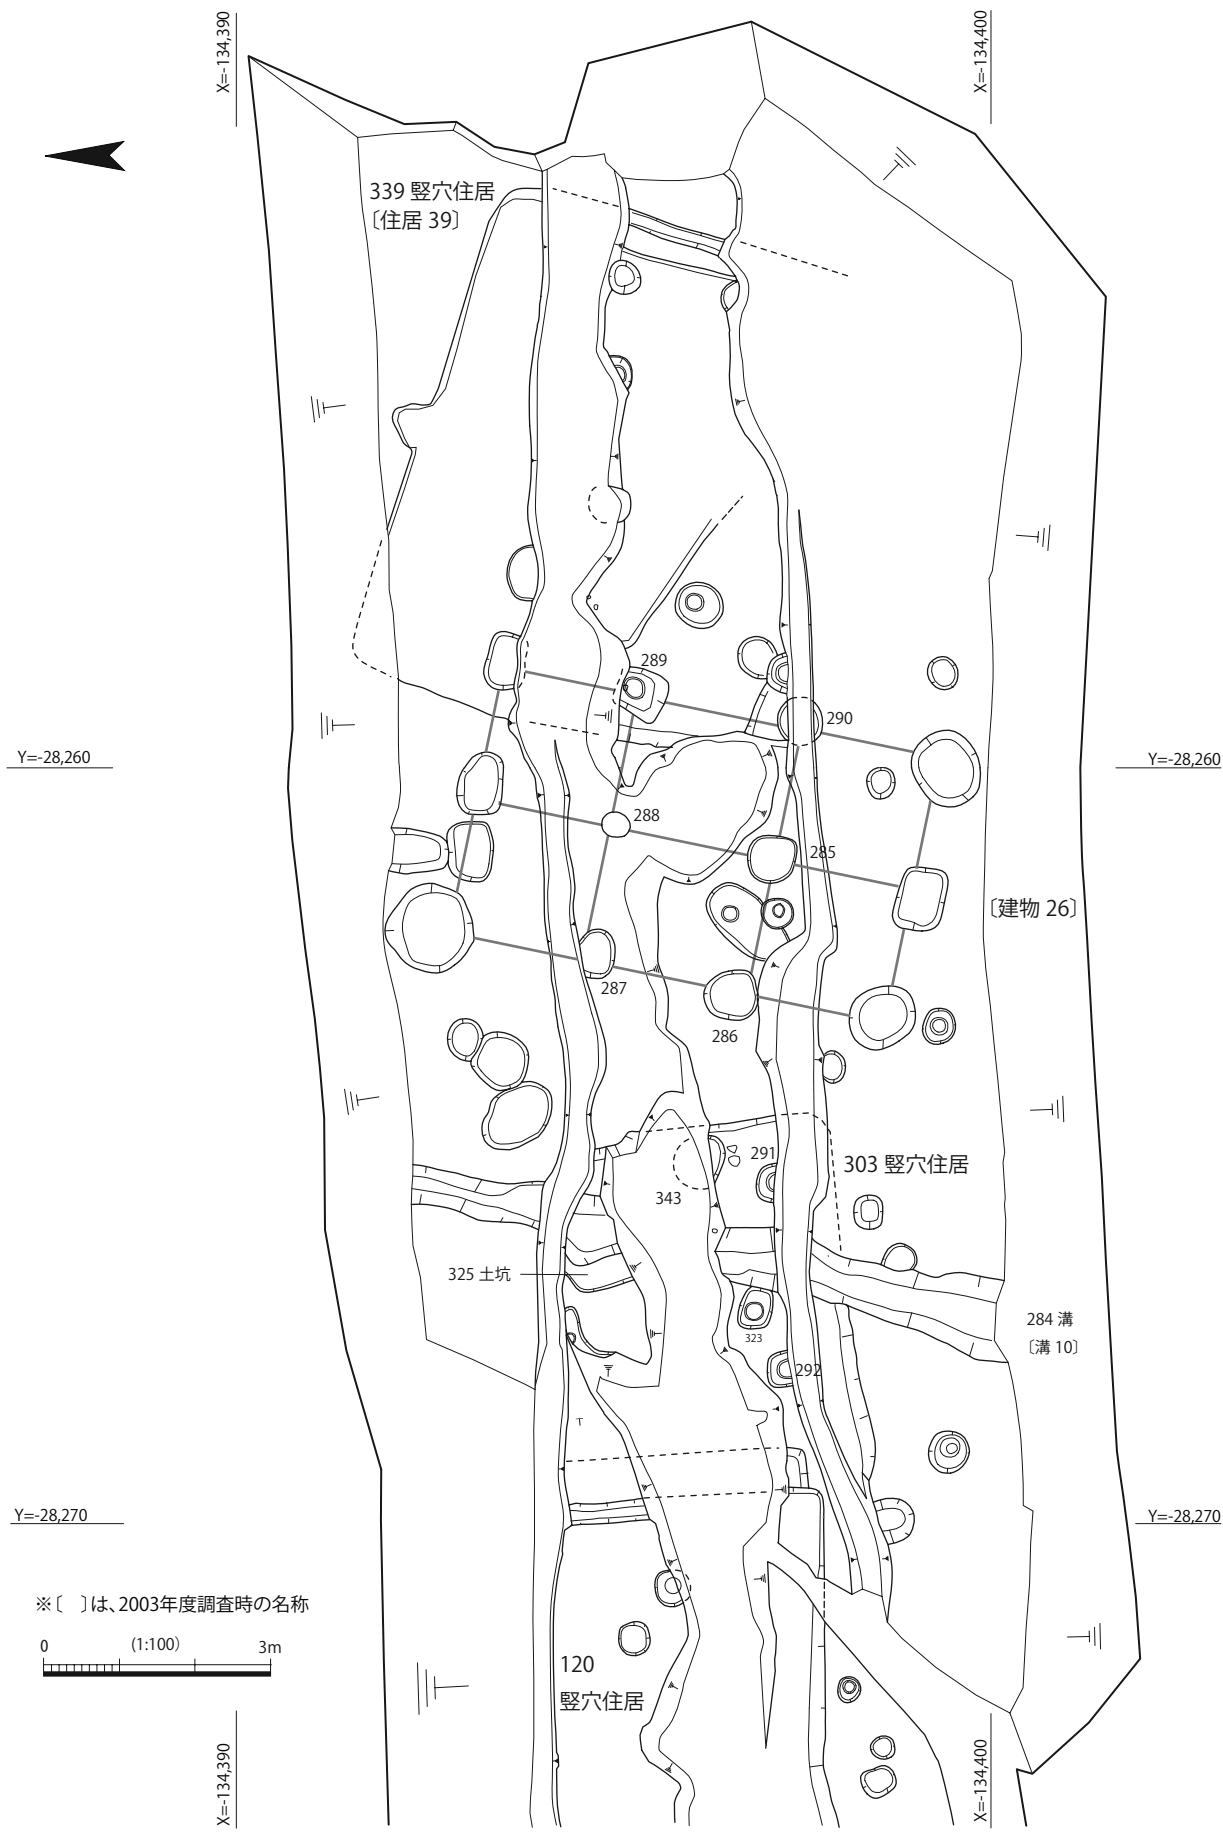 X=-134,390
X=-134,400
339 竪穴住居
〔住居 39〕
289
290
Y=-28,260
Y=-28,260
288
285
〔建物 26〕
287
286
291
303 竪穴住居
343
325 土坑
284 溝
〔溝 10〕
323
292
Y=-28,270
Y=-28,270
※〔　〕は、2003年度調査時の名称
0 (1:100) 3m
120
竪穴住居
X=-134,390
X=-134,400